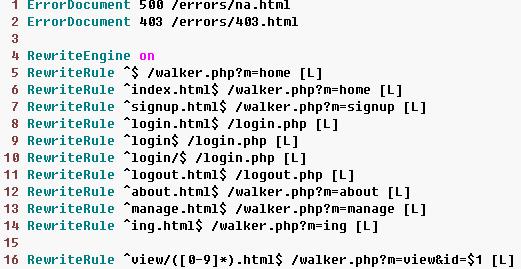 1 ErrorDocument 500 /errors/na.html
2 ErrorDocument 403 /errors/403.html
3
4 RewriteEngine on
5 RewriteRule ^$ /walker.php?m=home [L]
6 RewriteRule ^index.html$ /walker.php?m=home [L]
7 RewriteRule ^signup.html$ /walker.php?m=signup [L]
8 RewriteRule ^login.html$ /login.php [L]
9 RewriteRule ^login$ /login.php [L]
10 RewriteRule ^login/$ /login.php [L]
11 RewriteRule ^logout.html$ /logout.php [L]
12 RewriteRule ^about.html$ /walker.php?m=about [L]
13 RewriteRule ^manage.html$ /walker.php?m=manage [L]
14 RewriteRule ^ing.html$ /walker.php?m=ing [L]
15
16 RewriteRule ^view/([0-9]*).html$ /walker.php?m=view&id=$1 [L]